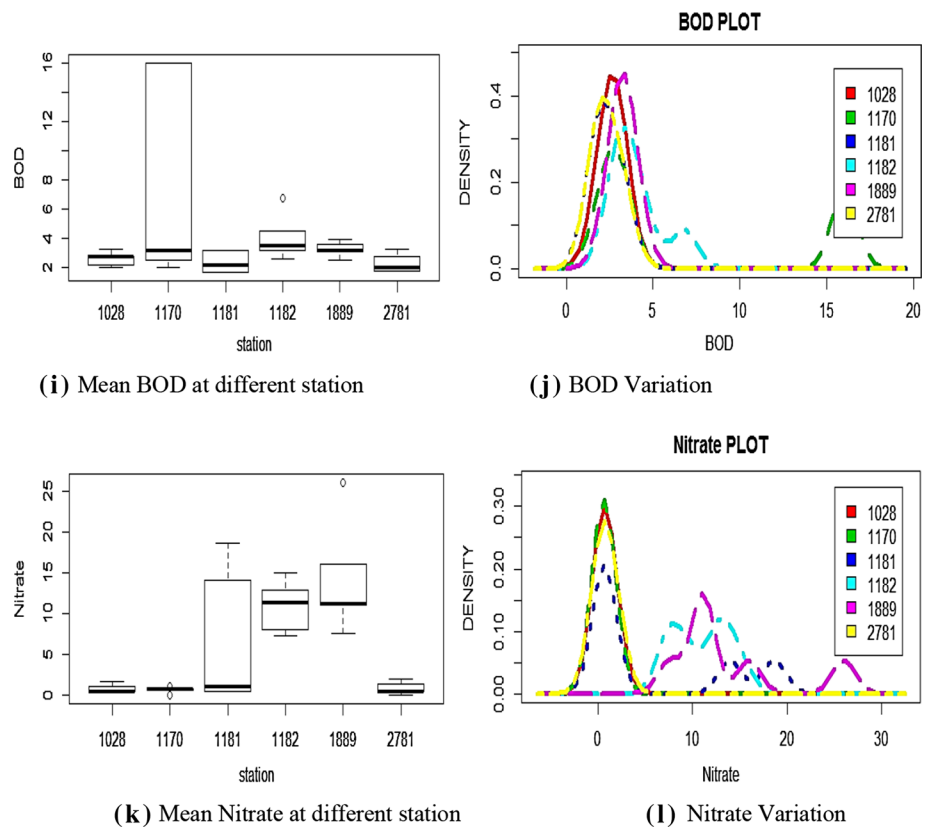 BOD
16
12
8
6
4
2
1028 1170 1181 1182 1889 2781
station
(i) Mean BOD at different station
BOD PLOT
DENSITY
0.4
0.2
0.0
0 5 10 15 20
BOD
1028
1170
1181
1182
1889
2781
(j) BOD Variation
Nitrate
25
20
15
10
5
0
1028 1170 1181 1182 1889 2781
station
(k) Mean Nitrate at different station
Nitrate PLOT
DENSITY
0.30
0.20
0.10
0.00
0 10 20 30
Nitrate
1028
1170
1181
1182
1889
2781
(l) Nitrate Variation